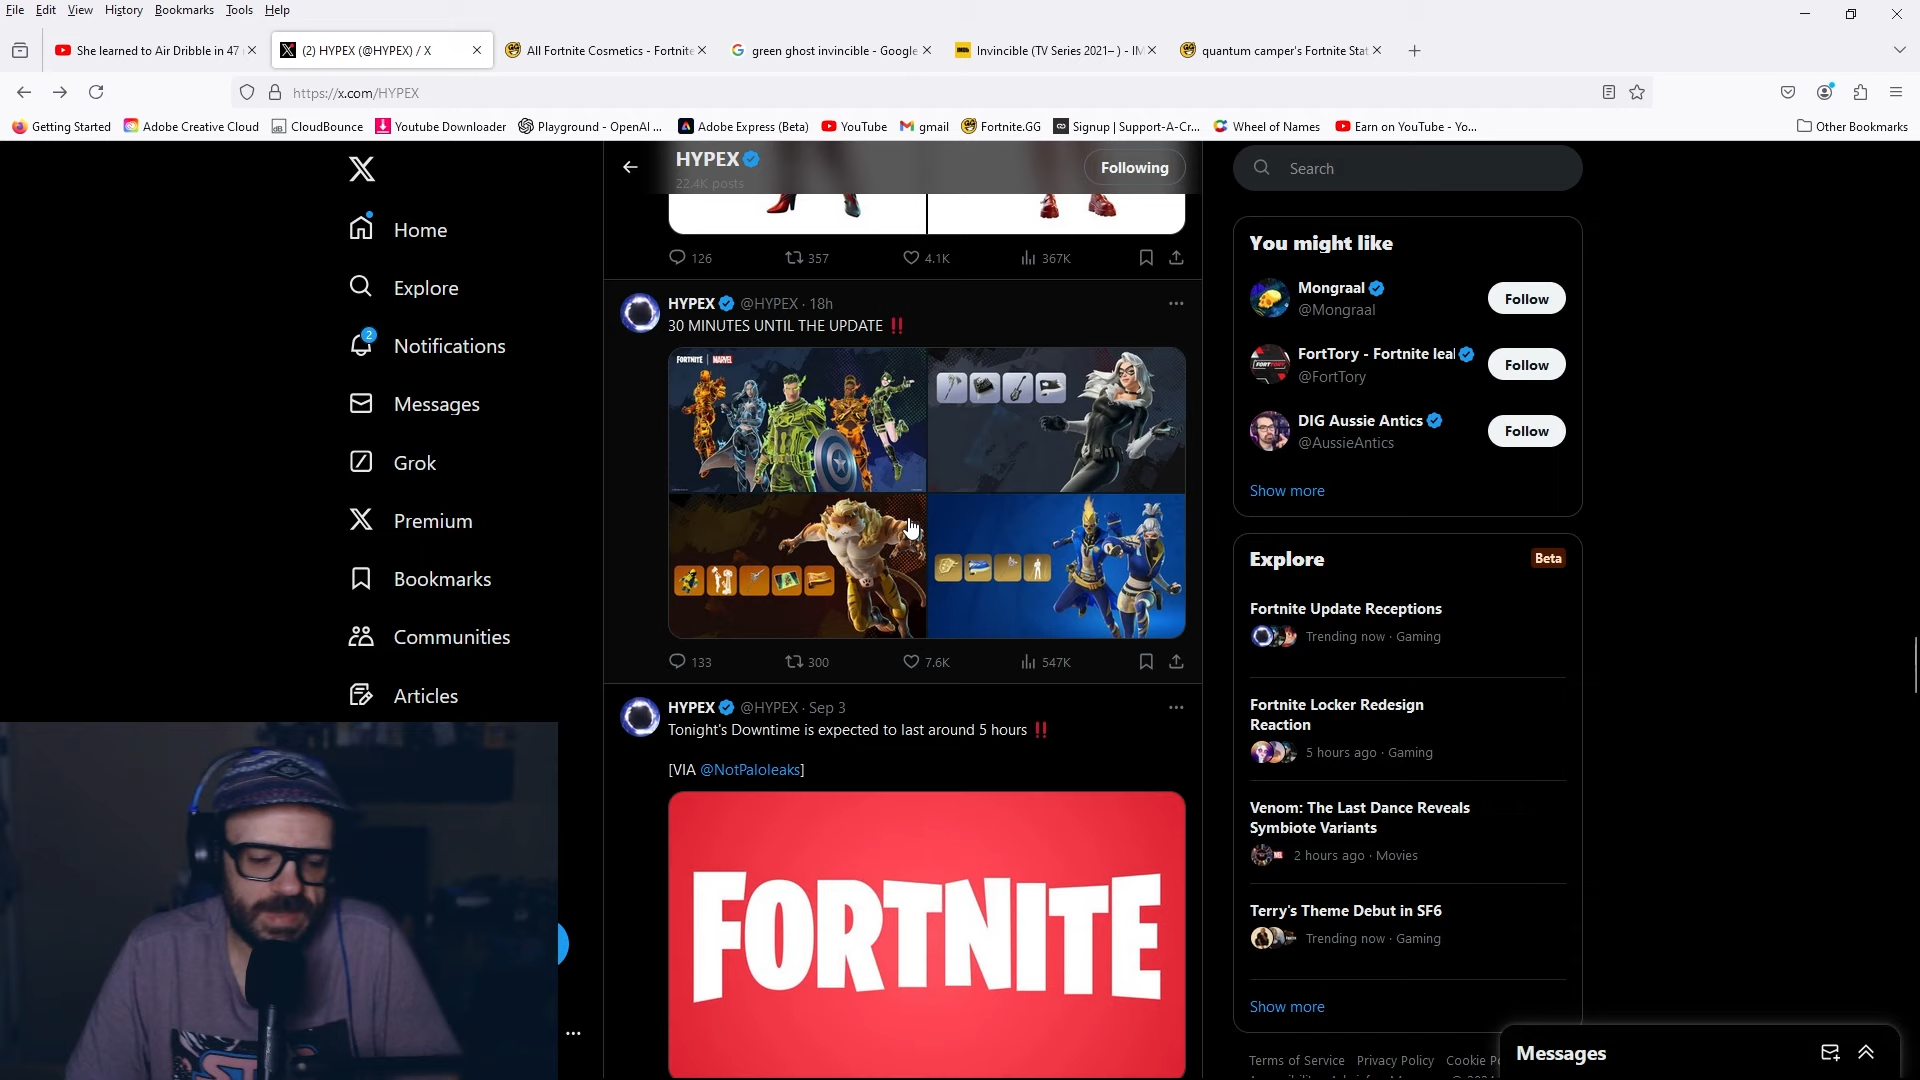 File Edit View History Bookmarks Tools Help
She learned to Air Dribble in 47
(2) HYPEX (@HYPEX) / X
All Fortnite Cosmetics - Fortnite
green ghost invincible - Google
Invincible (TV Series 2021– ) - IM
quantum camper's Fortnite Stat
https://x.com/HYPEX
Getting Started
Adobe Creative Cloud
CloudBounce
Youtube Downloader
Playground - OpenAI ...
Adobe Express (Beta)
YouTube
gmail
Fortnite.GG
Signup | Support-A-Cr...
Wheel of Names
Earn on YouTube - Yo...
Other Bookmarks
Home
Explore
2
Notifications
Messages
Grok
Premium
Bookmarks
Communities
Articles
HYPEX
22.4K posts
Following
126 357 4.1K 367K
HYPEX @HYPEX · 18h
30 MINUTES UNTIL THE UPDATE ‼
FORTNITE | MARVEL
133 300 7.6K 547K
HYPEX @HYPEX · Sep 3
Tonight's Downtime is expected to last around 5 hours ‼
[VIA @NotPaloleaks]
FORTNITE
Search
You might like
Mongraal
@Mongraal
Follow
FortTory - Fortnite leal
@FortTory
Follow
DIG Aussie Antics
@AussieAntics
Follow
Show more
Explore
Beta
Fortnite Update Receptions
Trending now · Gaming
Fortnite Locker Redesign
Reaction
5 hours ago · Gaming
Venom: The Last Dance Reveals
Symbiote Variants
2 hours ago · Movies
Terry's Theme Debut in SF6
Trending now · Gaming
Show more
Terms of Service Privacy Policy Cookie Po
Messages